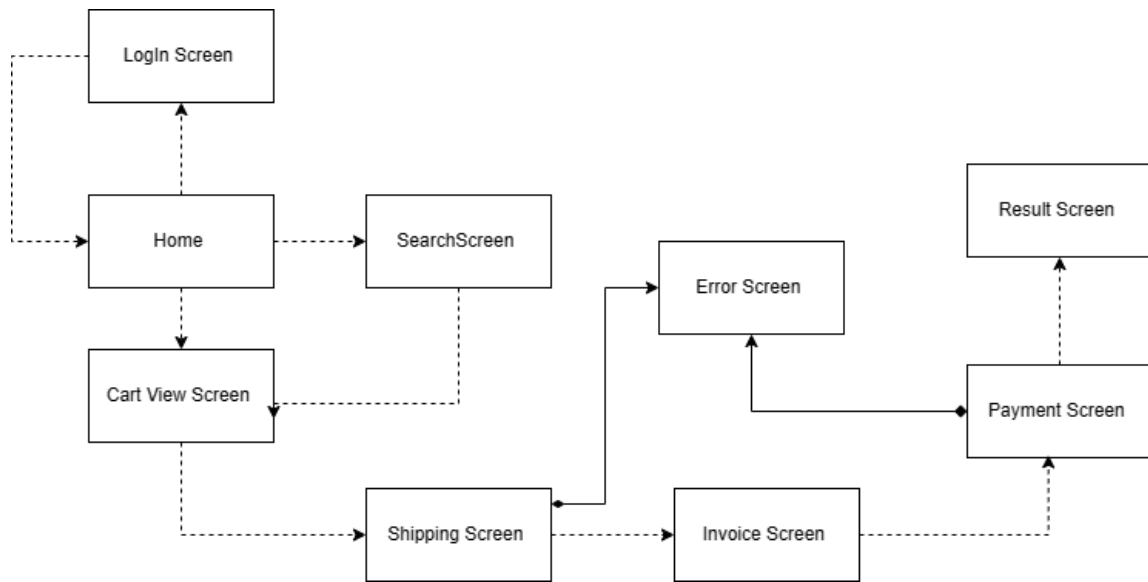 LogIn Screen
Home
SearchScreen
Result Screen
Error Screen
Cart View Screen
Payment Screen
Shipping Screen
Invoice Screen